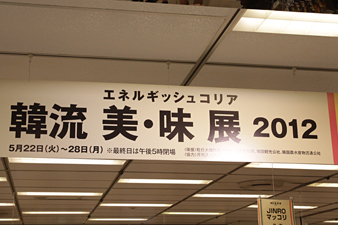 エネルギッシュコリア
韓流 美・味 展 2012
5月22日(火)~28日(月) ※最終日は午後5時閉場
JINRO
マッコリ